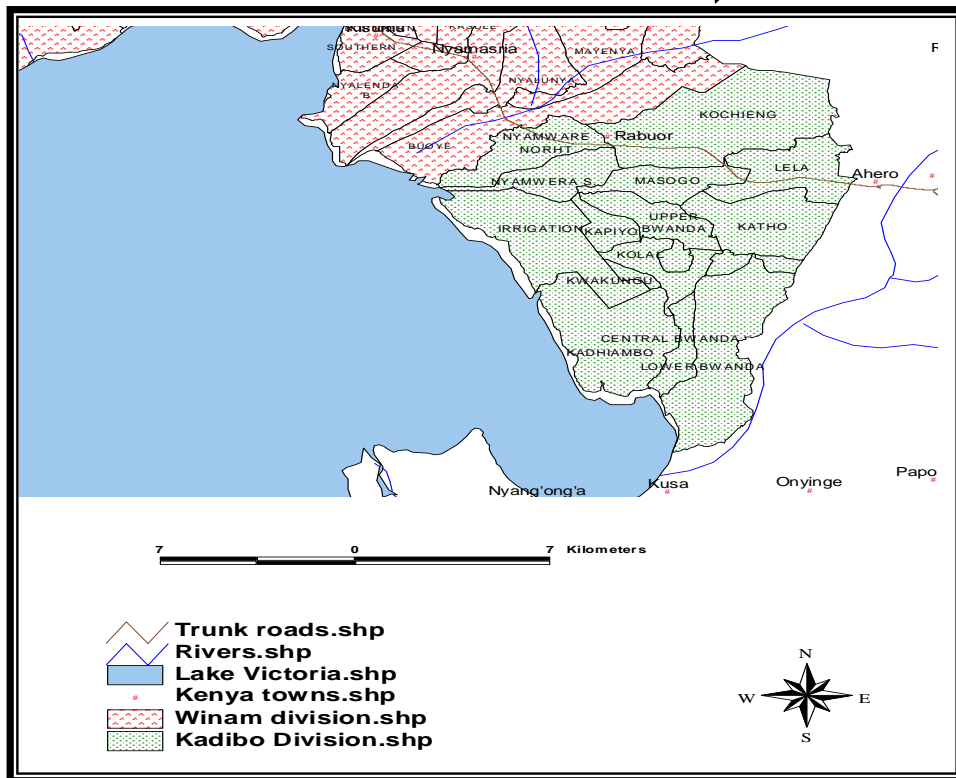 KASULE
Kisumu
SOUTHERN
Nyamasria
MAYENYA
R
NYALENDA
B
NYALUNYA
KOCHIENG
BUOYE
NYAMWARE
NORHT
Rabuor
LELA
Ahero
NYAMWERA S.
MASOGO
IRRIGATION
KAPIYO
UPPER
BWANDA
KATHO
KOLAL
KWAKUNGU
CENTRAL BWANDA
KADHIAMBO
LOWER BWANDA
Nyang'ong'a
Kusa
Onyinge
Papo
7 0 7 Kilometers
Trunk roads.shp
Rivers.shp
Lake Victoria.shp
Kenya towns.shp
Winam division.shp
Kadibo Division.shp
N
W E
S